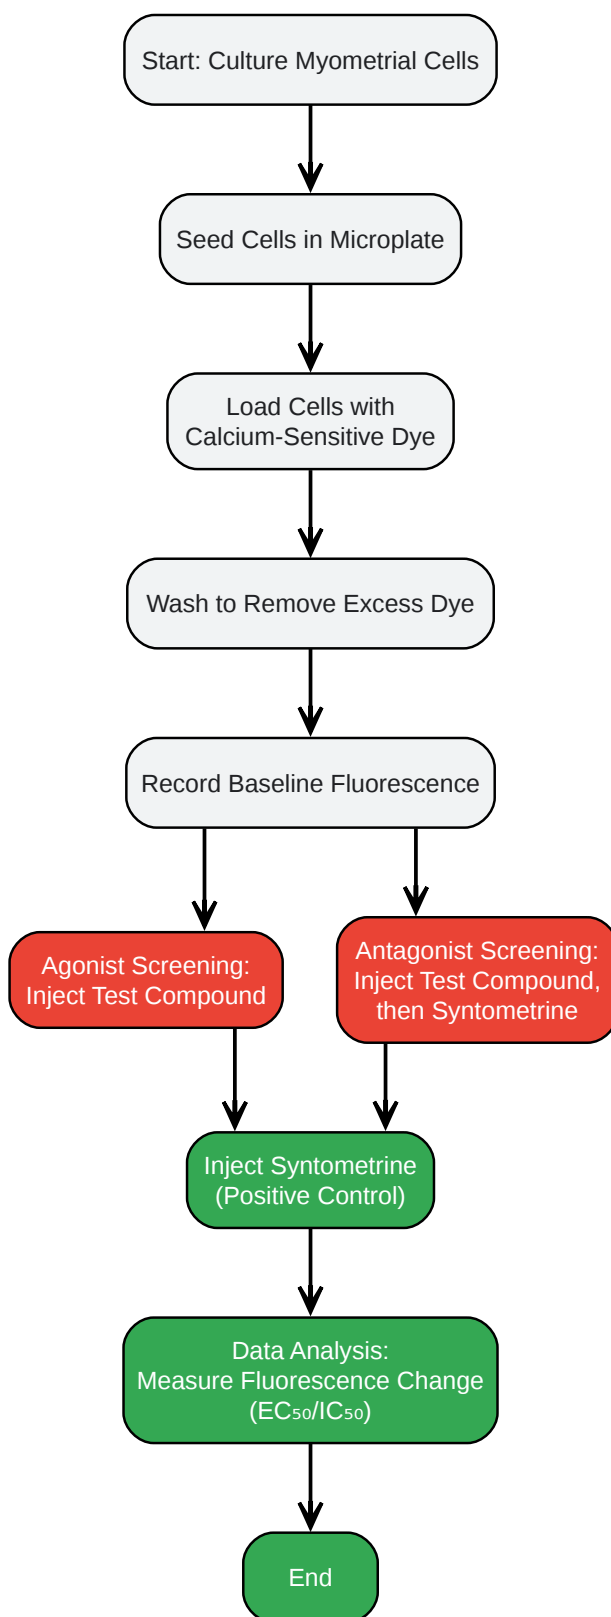 Start: Culture Myometrial Cells
Seed Cells in Microplate
Load Cells with
Calcium-Sensitive Dye
Wash to Remove Excess Dye
Record Baseline Fluorescence
Agonist Screening:
Inject Test Compound
Antagonist Screening:
Inject Test Compound,
then Syntometrine
Inject Syntometrine
(Positive Control)
Data Analysis:
Measure Fluorescence Change
(EC₅₀/IC₅₀)
End